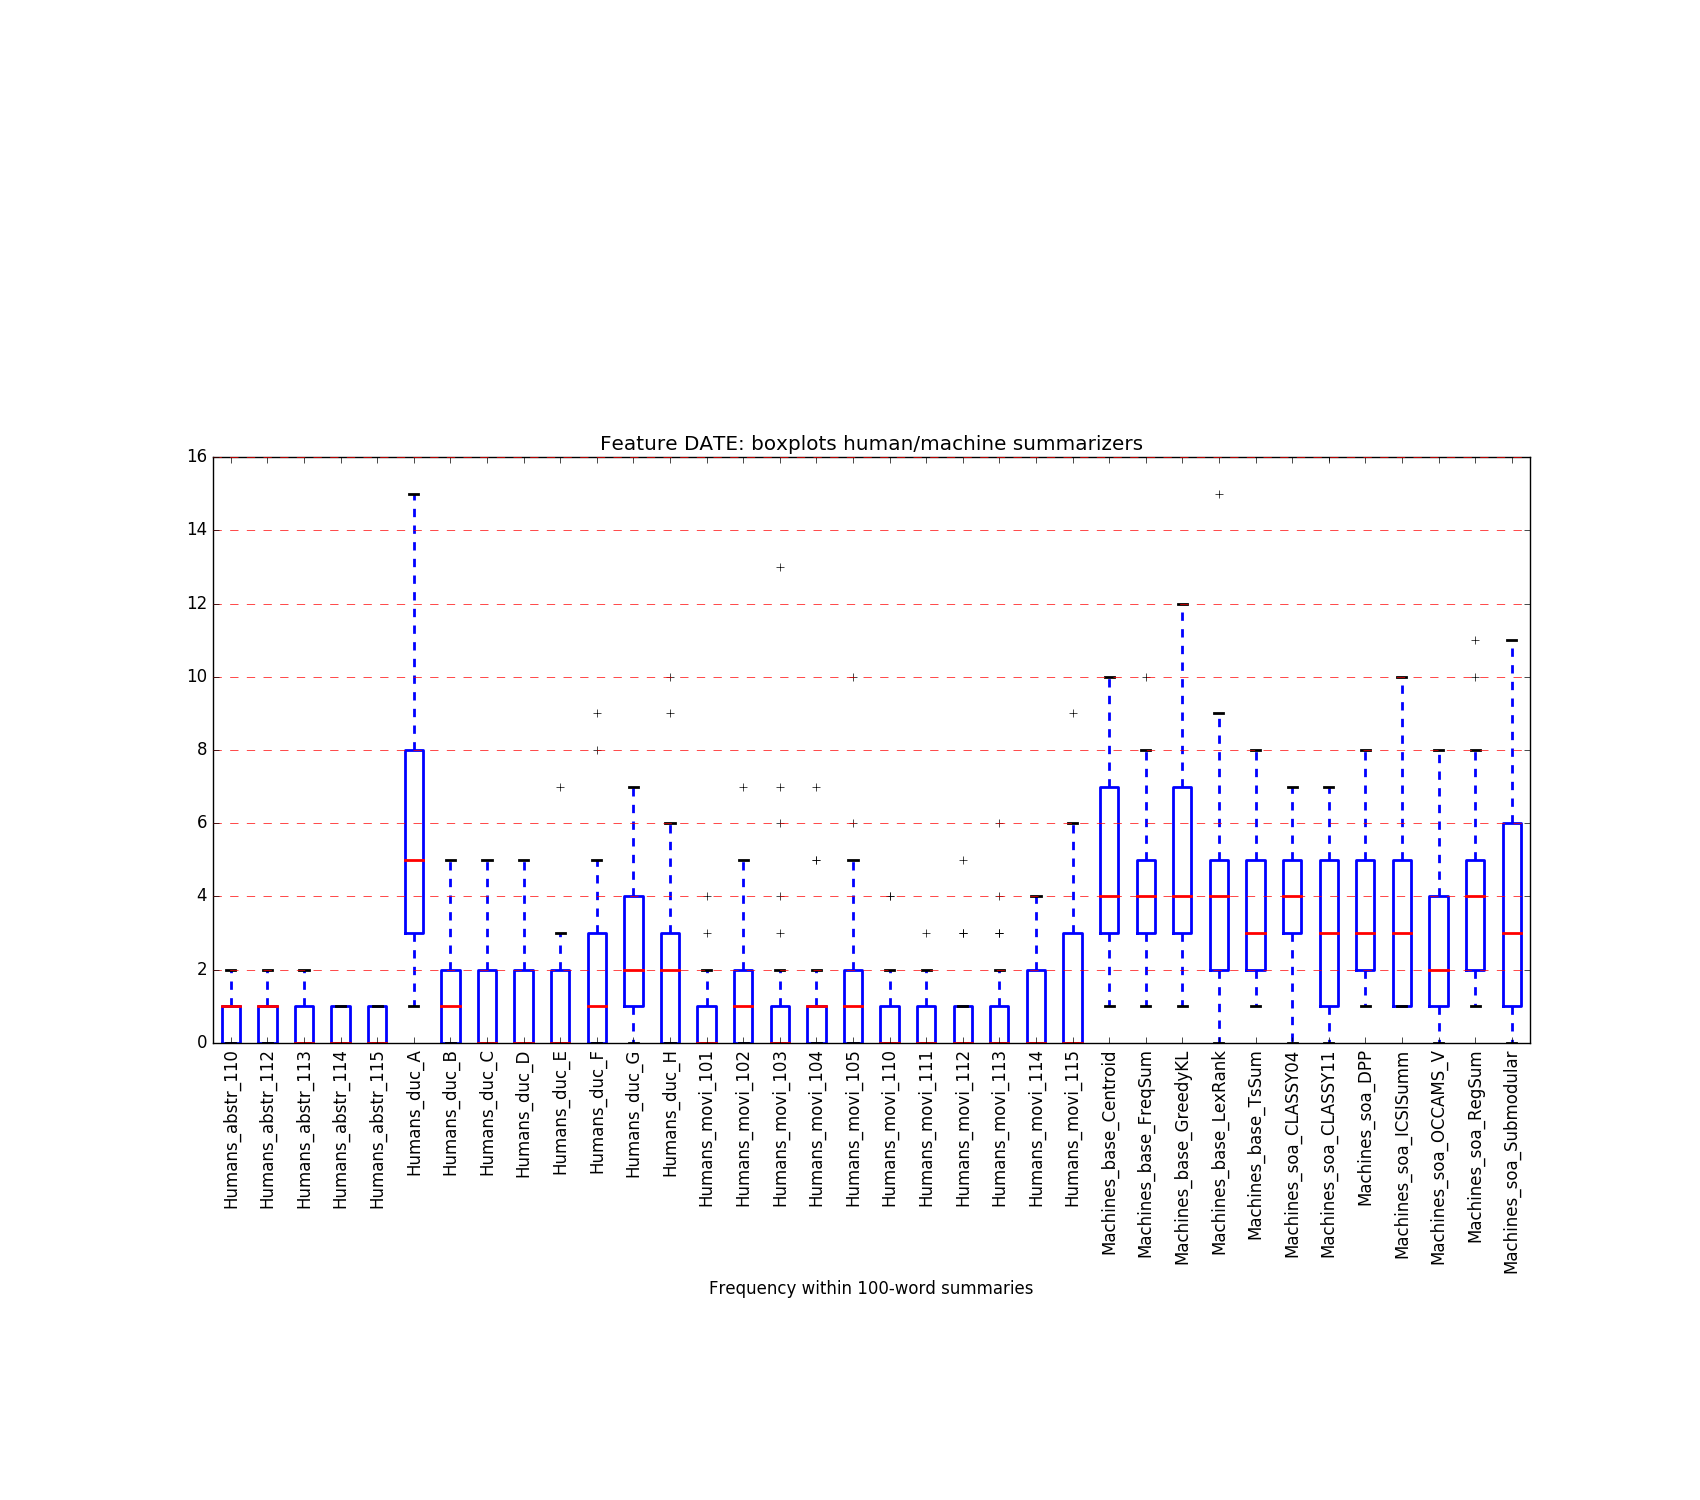 Feature DATE: boxplots human/machine summarizers
16
14
12
10
8
6
4
2
0
Humans_abstr_110
Humans_abstr_112
Humans_abstr_113
Humans_abstr_114
Humans_abstr_115
Humans_duc_A
Humans_duc_B
Humans_duc_C
Humans_duc_D
Humans_duc_E
Humans_duc_F
Humans_duc_G
Humans_duc_H
Humans_movi_101
Humans_movi_102
Humans_movi_103
Humans_movi_104
Humans_movi_105
Humans_movi_110
Humans_movi_111
Humans_movi_112
Humans_movi_113
Humans_movi_114
Humans_movi_115
Machines_base_Centroid
Machines_base_FreqSum
Machines_base_GreedyKL
Machines_base_LexRank
Machines_base_TsSum
Machines_soa_CLASSY04
Machines_soa_CLASSY11
Machines_soa_DPP
Machines_soa_ICSISumm
Machines_soa_OCCAMS_V
Machines_soa_RegSum
Machines_soa_Submodular
Frequency within 100-word summaries